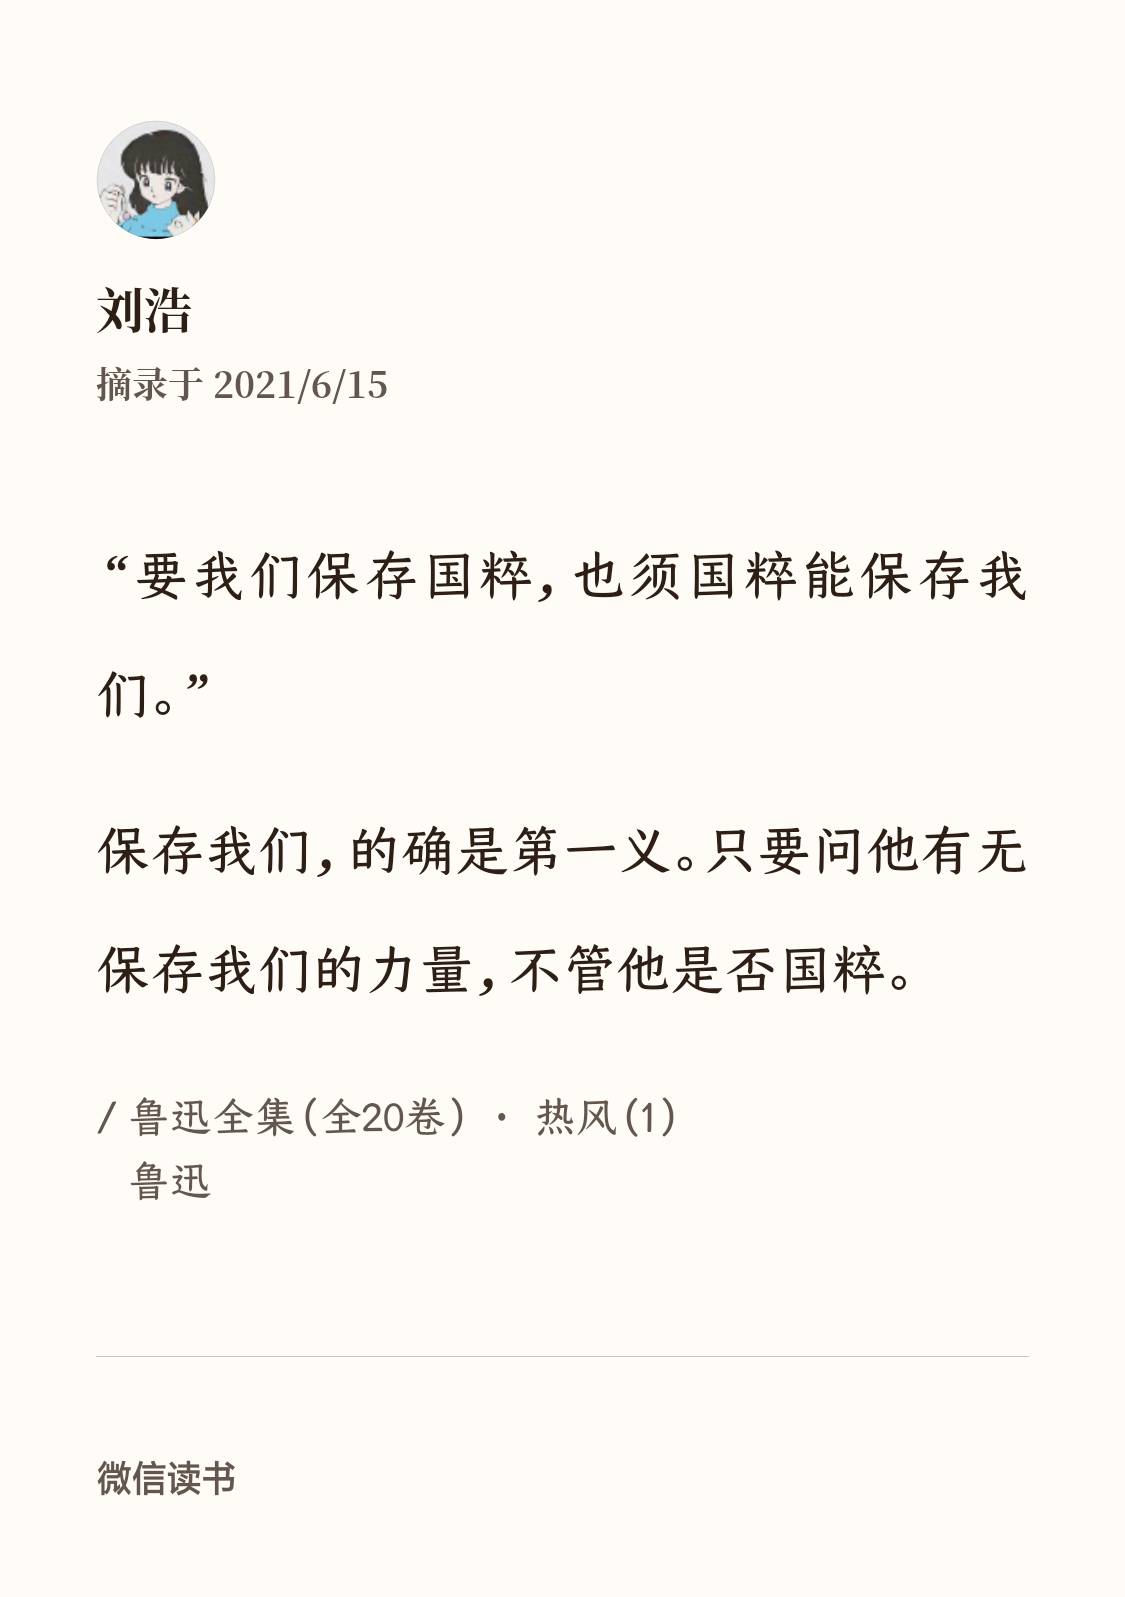 刘浩
摘录于 2021/6/15
“要我们保存国粹,也须国粹能保存我
们。”
保存我们,的确是第一义。只要问他有无
保存我们的力量,不管他是否国粹。
/ 鲁迅全集(全20卷) · 热风(1)
鲁迅
微信读书